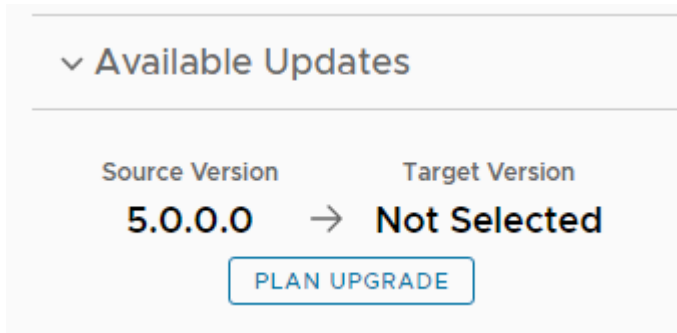 Available Updates
Source Version Target Version
5.0.0.0 → Not Selected
PLAN UPGRADE